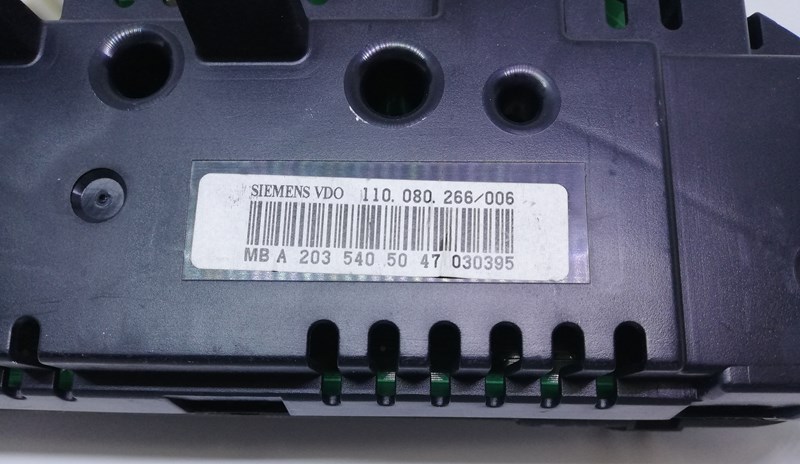 SIEMENS VDO 110.080.266/006
MB A 203 540 50 47 030395